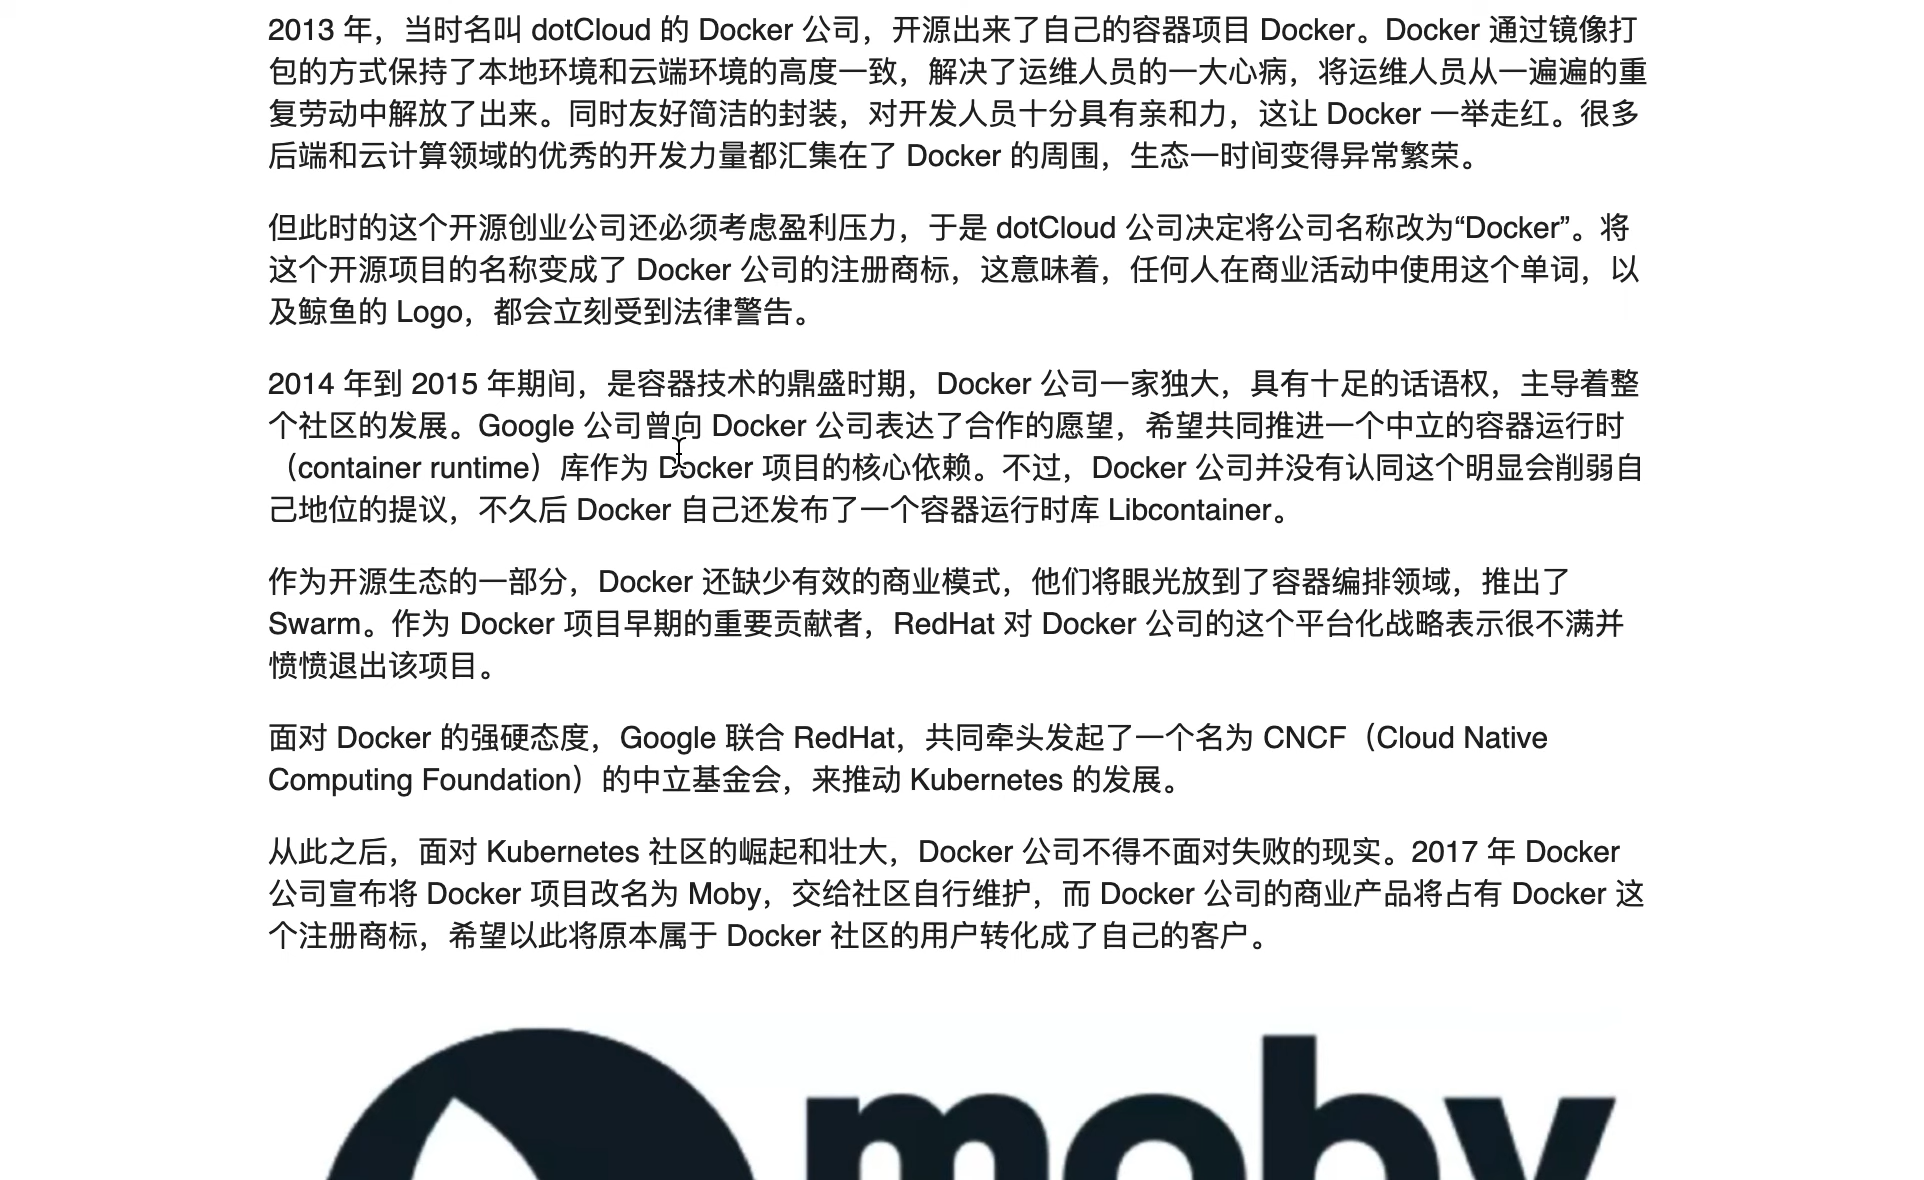 2013 年，当时名叫 dotCloud 的 Docker 公司，开源出来了自己的容器项目 Docker。Docker 通过镜像打
包的方式保持了本地环境和云端环境的高度一致，解决了运维人员的一大心病，将运维人员从一遍遍的重
复劳动中解放了出来。同时友好简洁的封装，对开发人员十分具有亲和力，这让 Docker 一举走红。很多
后端和云计算领域的优秀的开发力量都汇集在了 Docker 的周围，生态一时间变得异常繁荣。
但此时的这个开源创业公司还必须考虑盈利压力，于是 dotCloud 公司决定将公司名称改为“Docker”。将
这个开源项目的名称变成了 Docker 公司的注册商标，这意味着，任何人在商业活动中使用这个单词，以
及鲸鱼的 Logo，都会立刻受到法律警告。
2014 年到 2015 年期间，是容器技术的鼎盛时期，Docker 公司一家独大，具有十足的话语权，主导着整
个社区的发展。Google 公司曾向 Docker 公司表达了合作的愿望，希望共同推进一个中立的容器运行时
（container runtime）库作为 Docker 项目的核心依赖。不过，Docker 公司并没有认同这个明显会削弱自
己地位的提议，不久后 Docker 自己还发布了一个容器运行时库 Libcontainer。
作为开源生态的一部分，Docker 还缺少有效的商业模式，他们将眼光放到了容器编排领域，推出了
Swarm。作为 Docker 项目早期的重要贡献者，RedHat 对 Docker 公司的这个平台化战略表示很不满并
愤愤退出该项目。
面对 Docker 的强硬态度，Google 联合 RedHat，共同牵头发起了一个名为 CNCF（Cloud Native
Computing Foundation）的中立基金会，来推动 Kubernetes 的发展。
从此之后，面对 Kubernetes 社区的崛起和壮大，Docker 公司不得不面对失败的现实。2017 年 Docker
公司宣布将 Docker 项目改名为 Moby，交给社区自行维护，而 Docker 公司的商业产品将占有 Docker 这
个注册商标，希望以此将原本属于 Docker 社区的用户转化成了自己的客户。
moby